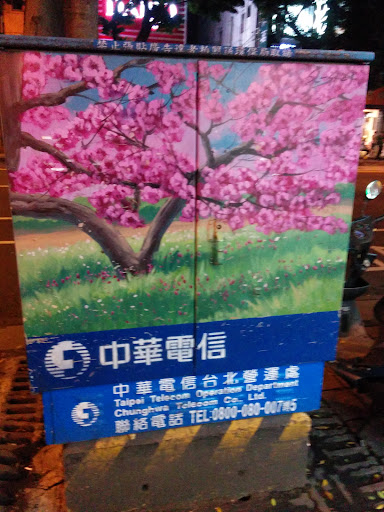 中華電信
中華電信台北營運處
Taipei Telecom Operation Department
Chunghwa Telecom Co., Ltd.
聯絡電話 TEL:0800-080-007